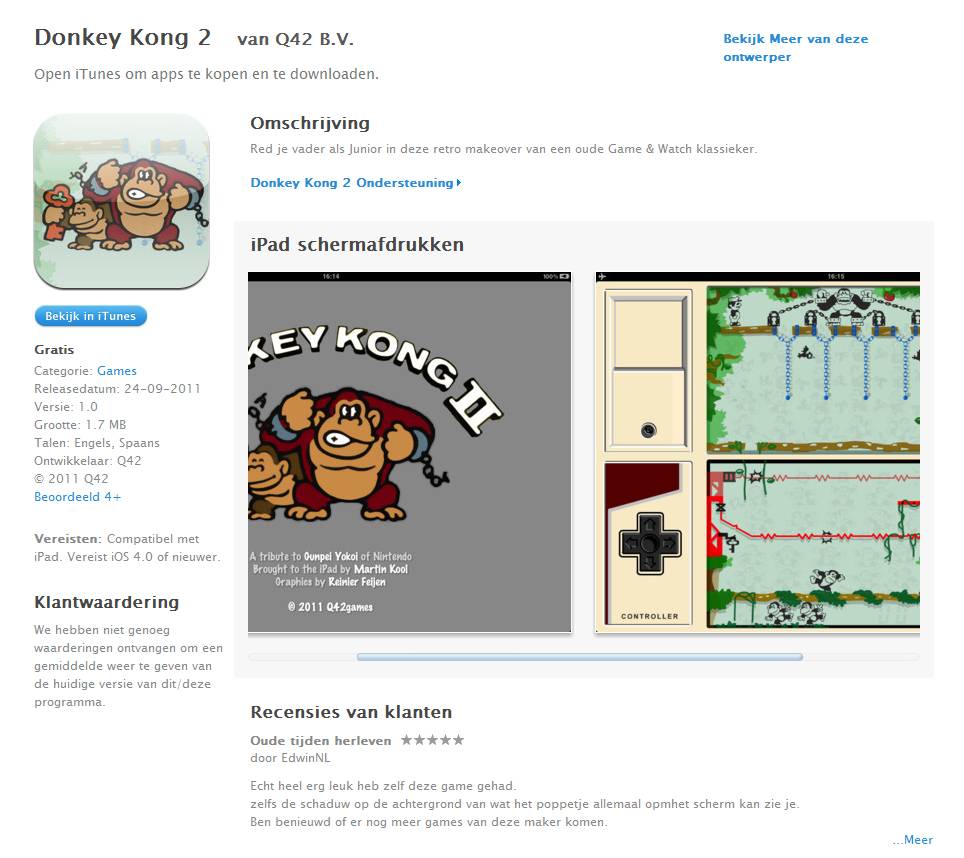 Donkey Kong 2 van Q42 B.V.
Bekijk Meer van deze
ontwerper
Open iTunes om apps te kopen en te downloaden.
Omschrijving
Red je vader als Junior in deze retro makeover van een oude Game & Watch klassieker.
Donkey Kong 2 Ondersteuning
Bekijk in iTunes
Gratis
Categorie: Games
Releasedatum: 24-09-2011
Versie: 1.0
Grootte: 1.7 MB
Talen: Engels, Spaans
Ontwikkelaar: Q42
© 2011 Q42
Beoordeeld 4+
Vereisten: Compatibel met
iPad. Vereist iOS 4.0 of nieuwer.
Klantwaardering
We hebben niet genoeg
waarderingen ontvangen om een
gemiddelde weer te geven van
de huidige versie van dit/deze
programma.
iPad schermafdrukken
16:14
100%
KEY KONG II
A tribute to Gunpei Yokoi of Nintendo
Brought to the iPad by Martin Kool
Graphics by Reinier Feijen
© 2011 Q42games
16:15
CONTROLLER
Recensies van klanten
Oude tijden herleven ★★★★★
door EdwinNL
Echt heel erg leuk heb zelf deze game gehad.
zelfs de schaduw op de achtergrond van wat het poppetje allemaal opmhet scherm kan zie je.
Ben benieuwd of er nog meer games van deze maker komen.
...Meer